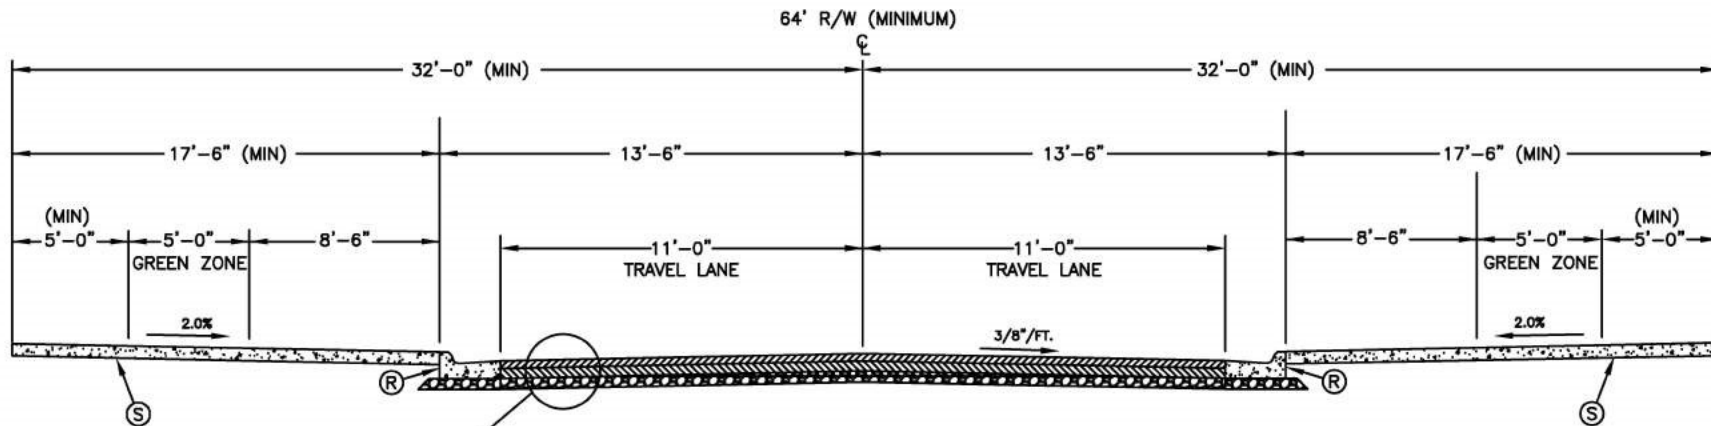 64' R/W (MINIMUM)
℄
32'-0" (MIN) 32'-0" (MIN)
17'-6" (MIN) 13'-6" 13'-6" 17'-6" (MIN)
(MIN) (MIN)
5'-0" 5'-0" 8'-6" 11'-0" 11'-0" 8'-6" 5'-0" 5'-0"
GREEN ZONE TRAVEL LANE TRAVEL LANE GREEN ZONE
2.0% 3/8"/FT. 2.0%
R R
S S